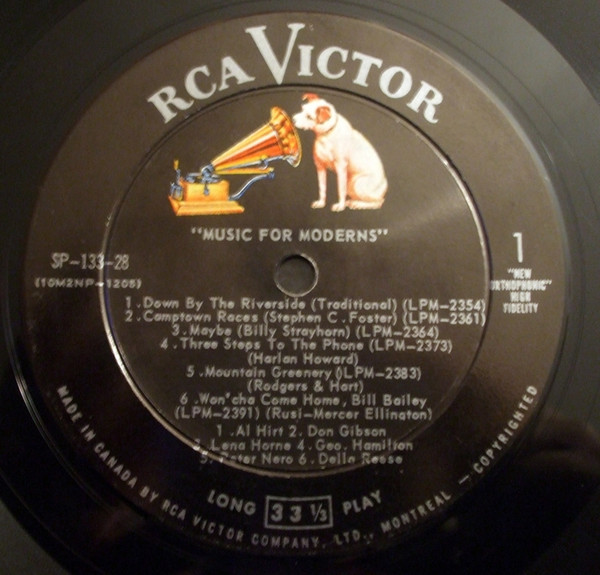 RCA VICTOR
"MUSIC FOR MODERNS"
SP-133-28
(10M2NP-1205)
1
"NEW
ORTHOPHONIC"
HIGH
FIDELITY
1. Down By The Riverside (Traditional) (LPM-2354)
2. Camptown Races (Stephen C. Foster) (LPM-2361)
3. Maybe (Billy Strayhorn) (LPM-2364)
4. Three Steps To The Phone (LPM-2373)
(Harlan Howard)
5. Mountain Greenery (LPM-2383)
(Rodgers & Hart)
6. Won'cha Come Home, Bill Bailey
(LPM-2391) (Rusi-Mercer Ellington)
1. Al Hirt 2. Don Gibson
3. Lena Horne 4. Geo. Hamilton
5. Peter Nero 6. Della Reese
LONG 33 1/3 PLAY
MADE IN CANADA BY RCA VICTOR COMPANY, LTD., MONTREAL — COPYRIGHTED